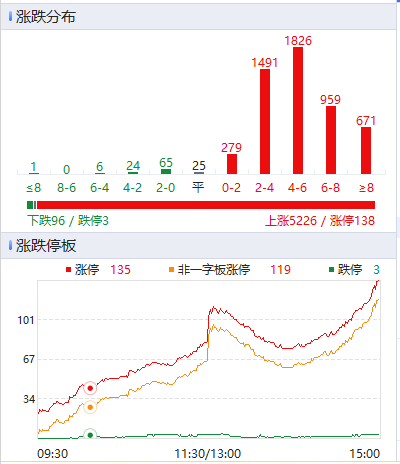 涨跌分布
1 0 6 24 65 25 279 1491 1826 959 671
≤8 8-6 6-4 4-2 2-0 平 0-2 2-4 4-6 6-8 ≥8
下跌96 / 跌停3 上涨5226 / 涨停138
涨跌停板
涨停 135 非一字板涨停 119 跌停 3
101
67
34
09:30 11:30/13:00 15:00